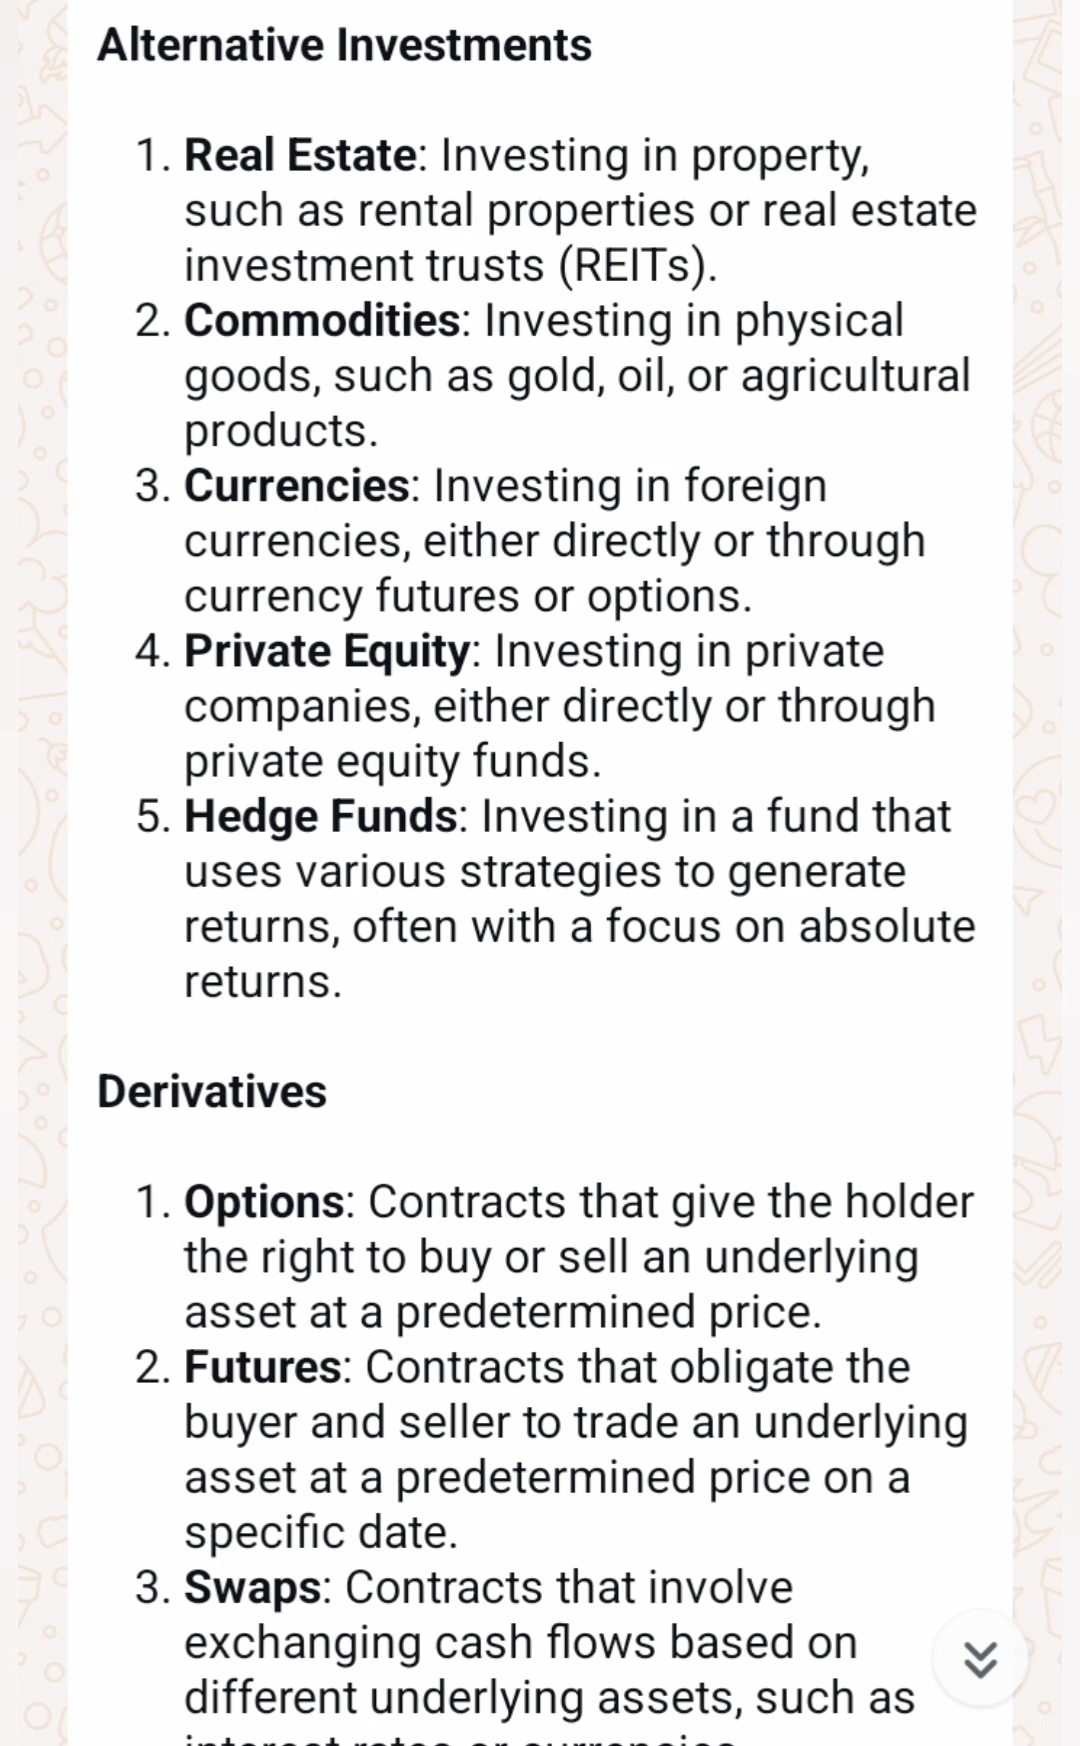 Alternative Investments
1. Real Estate: Investing in property,
such as rental properties or real estate
investment trusts (REITs).
2. Commodities: Investing in physical
goods, such as gold, oil, or agricultural
products.
3. Currencies: Investing in foreign
currencies, either directly or through
currency futures or options.
4. Private Equity: Investing in private
companies, either directly or through
private equity funds.
5. Hedge Funds: Investing in a fund that
uses various strategies to generate
returns, often with a focus on absolute
returns.
Derivatives
1. Options: Contracts that give the holder
the right to buy or sell an underlying
asset at a predetermined price.
2. Futures: Contracts that obligate the
buyer and seller to trade an underlying
asset at a predetermined price on a
specific date.
3. Swaps: Contracts that involve
exchanging cash flows based on
different underlying assets, such as
interest rates or currencies.